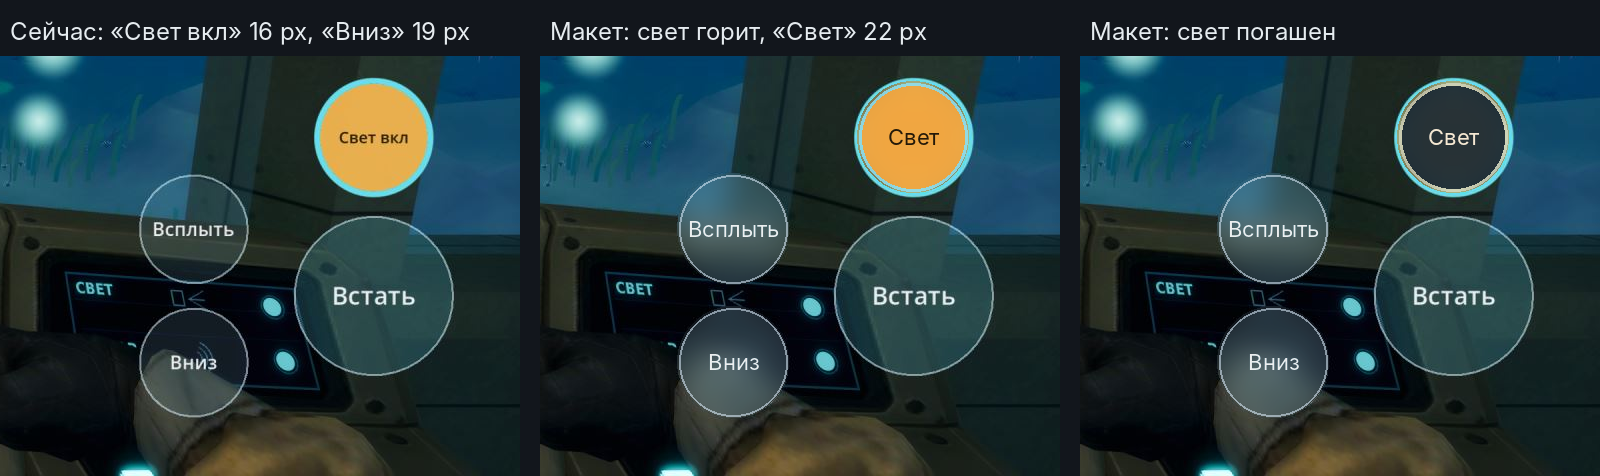 Сейчас: «Свет вкл» 16 px, «Вниз» 19 px
Свет вкл
Всплыть
СВЕТ
Встать
Вниз
Макет: свет горит, «Свет» 22 px
Свет
Всплыть
СВЕТ
Встать
Вниз
Макет: свет погашен
Свет
Всплыть
СВЕТ
Встать
Вниз